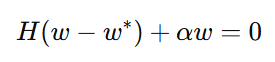 H(w − w*) + αw = 0